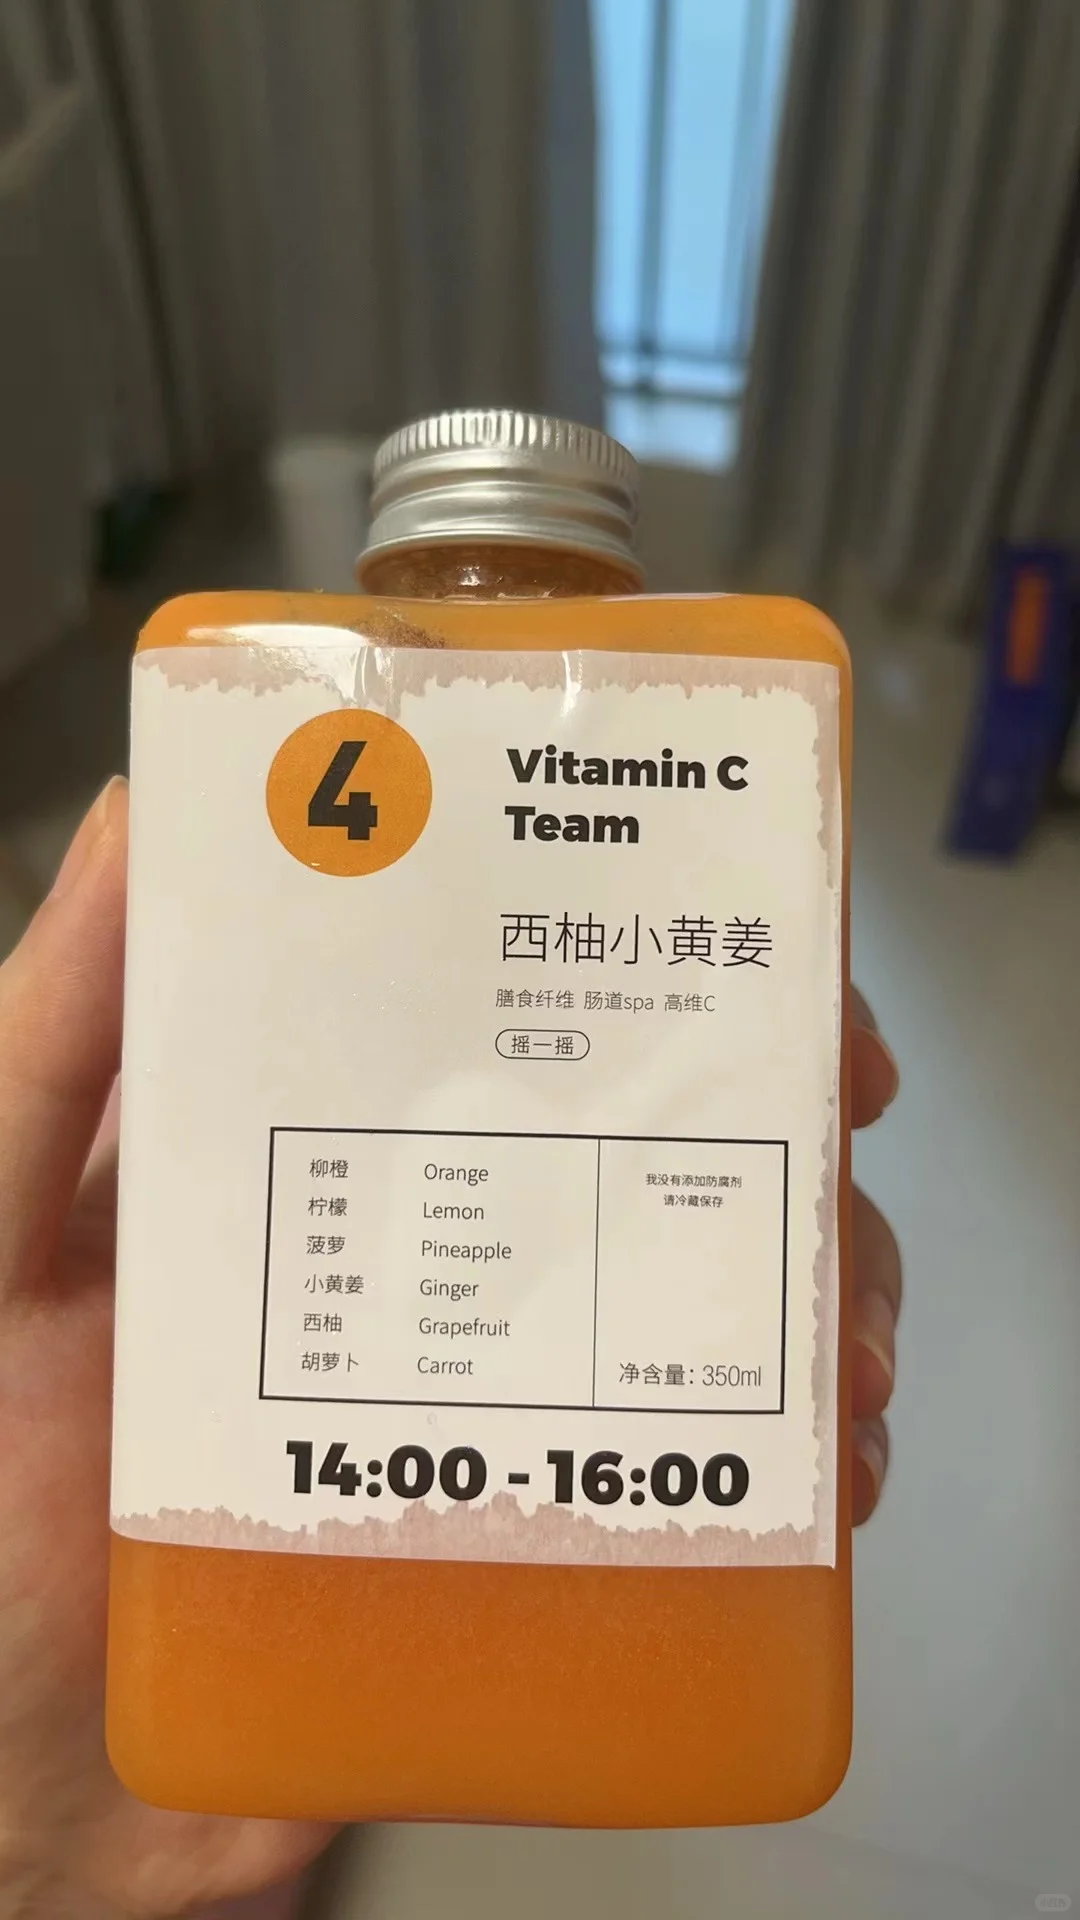 4
Vitamin C
Team
西柚小黄姜
膳食纤维 肠道spa 高维C
摇一摇
柳橙 Orange
柠檬 Lemon
菠萝 Pineapple
小黄姜 Ginger
西柚 Grapefruit
胡萝卜 Carrot
我没有添加防腐剂
请冷藏保存
净含量：350ml
14:00 - 16:00